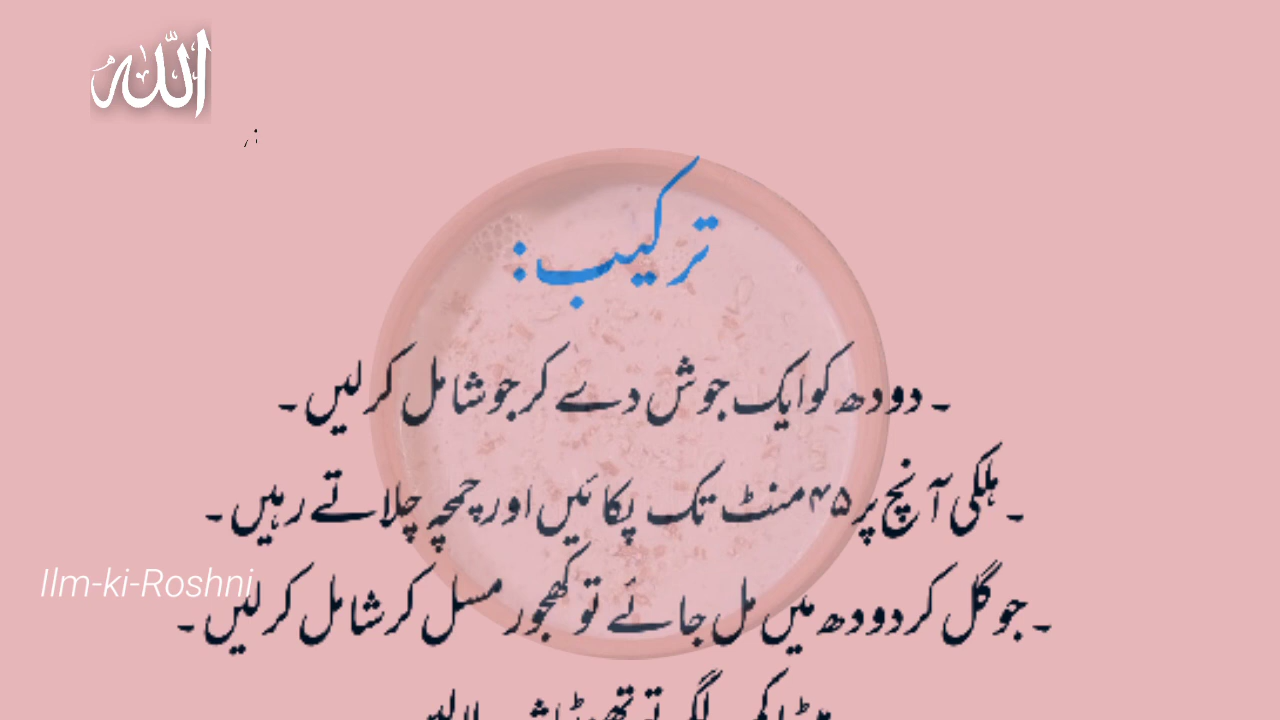 الله
ترکیب:
۔ دودھ کو ایک جوش دے کر جو شامل کر لیں ۔
۔ ہلکی آنچ پر ۴۵ منٹ تک پکائیں اور چمچہ چلاتے رہیں ۔
Ilm-ki-Roshni
۔ جو گل کر دودھ میں مل جائے تو کھجور مسل کر شامل کر لیں ۔